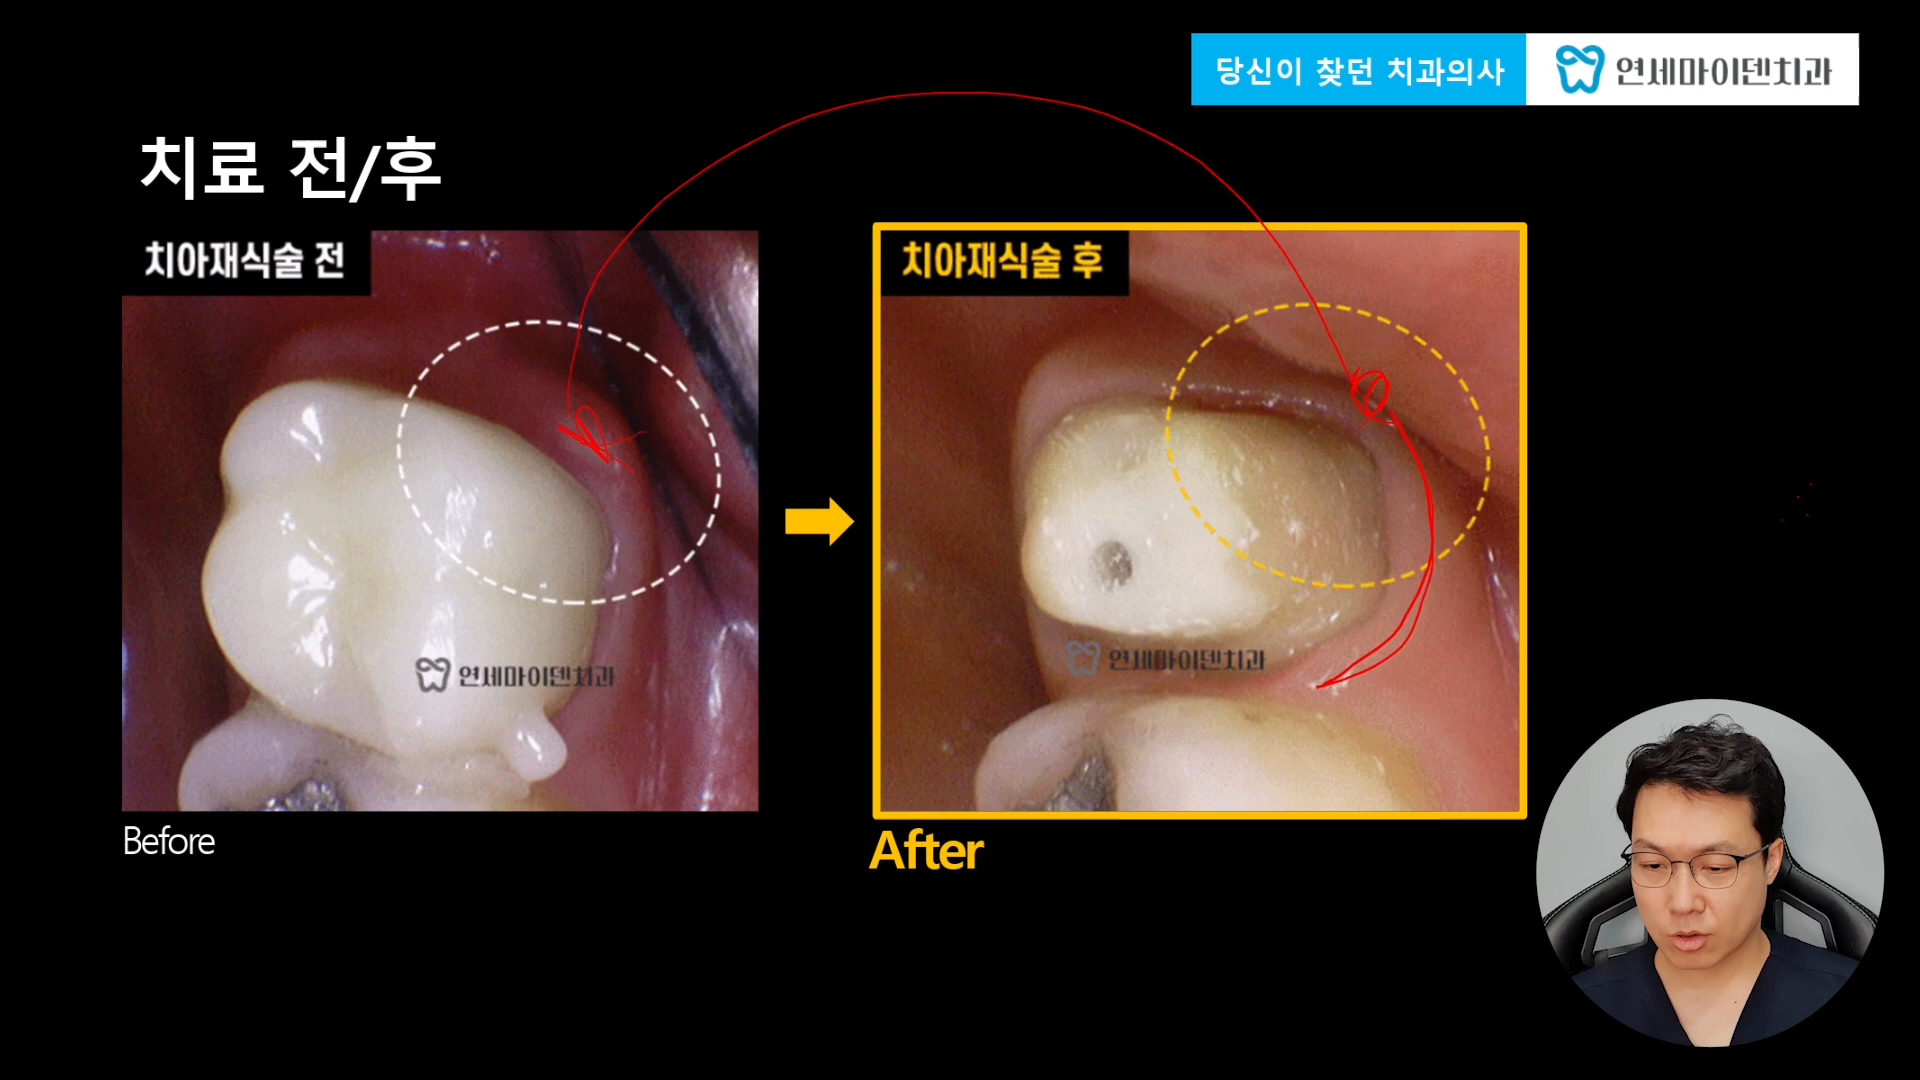 당신이 찾던 치과의사
연세마이덴치과
치료 전/후
치아재식술 전
치아재식술 후
연세마이덴치과
연세마이덴치과
Before
After